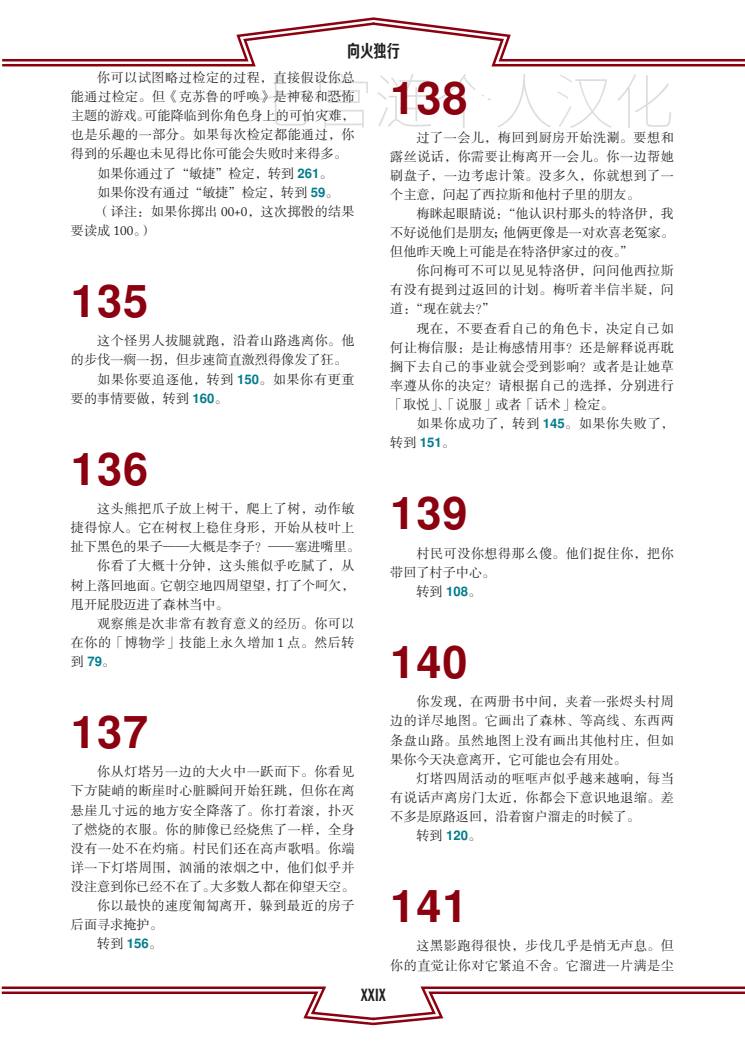 向火独行
你可以试图略过检定的过程，直接假设你总
能通过检定。但《克苏鲁的呼唤》是神秘和恐怖
主题的游戏。可能降临到你角色身上的可怕灾难，
也是乐趣的一部分。如果每次检定都能通过，你
得到的乐趣也未见得比你可能会失败时来得多。
如果你通过了“敏捷”检定，转到 261。
如果你没有通过“敏捷”检定，转到 59。
（译注：如果你掷出 00+0，这次掷骰的结果
要读成 100。）
135
这个怪男人拔腿就跑，沿着山路逃离你。他
的步伐一瘸一拐，但步速简直激烈得像发了狂。
如果你要追逐他，转到 150。如果你有更重
要的事情要做，转到 160。
136
这头熊把爪子放上树干，爬上了树，动作敏
捷得惊人。它在树杈上稳住身形，开始从枝叶上
扯下黑色的果子——大概是李子？——塞进嘴里。
你看了大概十分钟，这头熊似乎吃腻了，从
树上落回地面。它朝空地四周望望，打了个呵欠，
甩开屁股迈进了森林当中。
观察熊是次非常有教育意义的经历。你可以
在你的「博物学」技能上永久增加 1 点。然后转
到 79。
137
你从灯塔另一边的大火中一跃而下。你看见
下方陡峭的断崖时心脏瞬间开始狂跳，但你在离
悬崖几寸远的地方安全降落了。你打着滚，扑灭
了燃烧的衣服。你的肺像已经烧焦了一样，全身
没有一处不在灼痛。村民们还在高声歌唱。你端
详一下灯塔周围，汹涌的浓烟之中，他们似乎并
没注意到你已经不在了。大多数人都在仰望天空。
你以最快的速度匍匐离开，躲到最近的房子
后面寻求掩护。
转到 156。
138
过了一会儿，梅回到厨房开始洗涮。要想和
露丝说话，你需要让梅离开一会儿。你一边帮她
刷盘子，一边考虑计策。没多久，你就想到了一
个主意，问起了西拉斯和他村子里的朋友。
梅眯起眼睛说：“他认识村那头的特洛伊，我
不好说他们是朋友；他俩更像是一对欢喜老冤家。
但他昨天晚上可能是在特洛伊家过的夜。”
你问梅可不可以见见特洛伊，问问他西拉斯
有没有提到过返回的计划。梅听着半信半疑，问
道：“现在就去？”
现在，不要查看自己的角色卡，决定自己如
何让梅信服：是让梅感情用事？还是解释说再耽
搁下去自己的事业就会受到影响？或者是让她草
率遵从你的决定？请根据自己的选择，分别进行
「取悦」、「说服」或者「话术」检定。
如果你成功了，转到 145。如果你失败了，
转到 151。
139
村民可没你想得那么傻。他们捉住你，把你
带回了村子中心。
转到 108。
140
你发现，在两册书中间，夹着一张烬头村周
边的详尽地图。它画出了森林、等高线、东西两
条盘山路。虽然地图上没有画出其他村庄，但如
果你今天决意离开，它可能也会有用处。
灯塔四周活动的哐哐声似乎越来越响，每当
有说话声离房门太近，你都会下意识地退缩。差
不多是原路返回，沿着窗户溜走的时候了。
转到 120。
141
这黑影跑得很快，步伐几乎是悄无声息。但
你的直觉让你对它紧追不舍。它溜进一片满是尘
XXIX